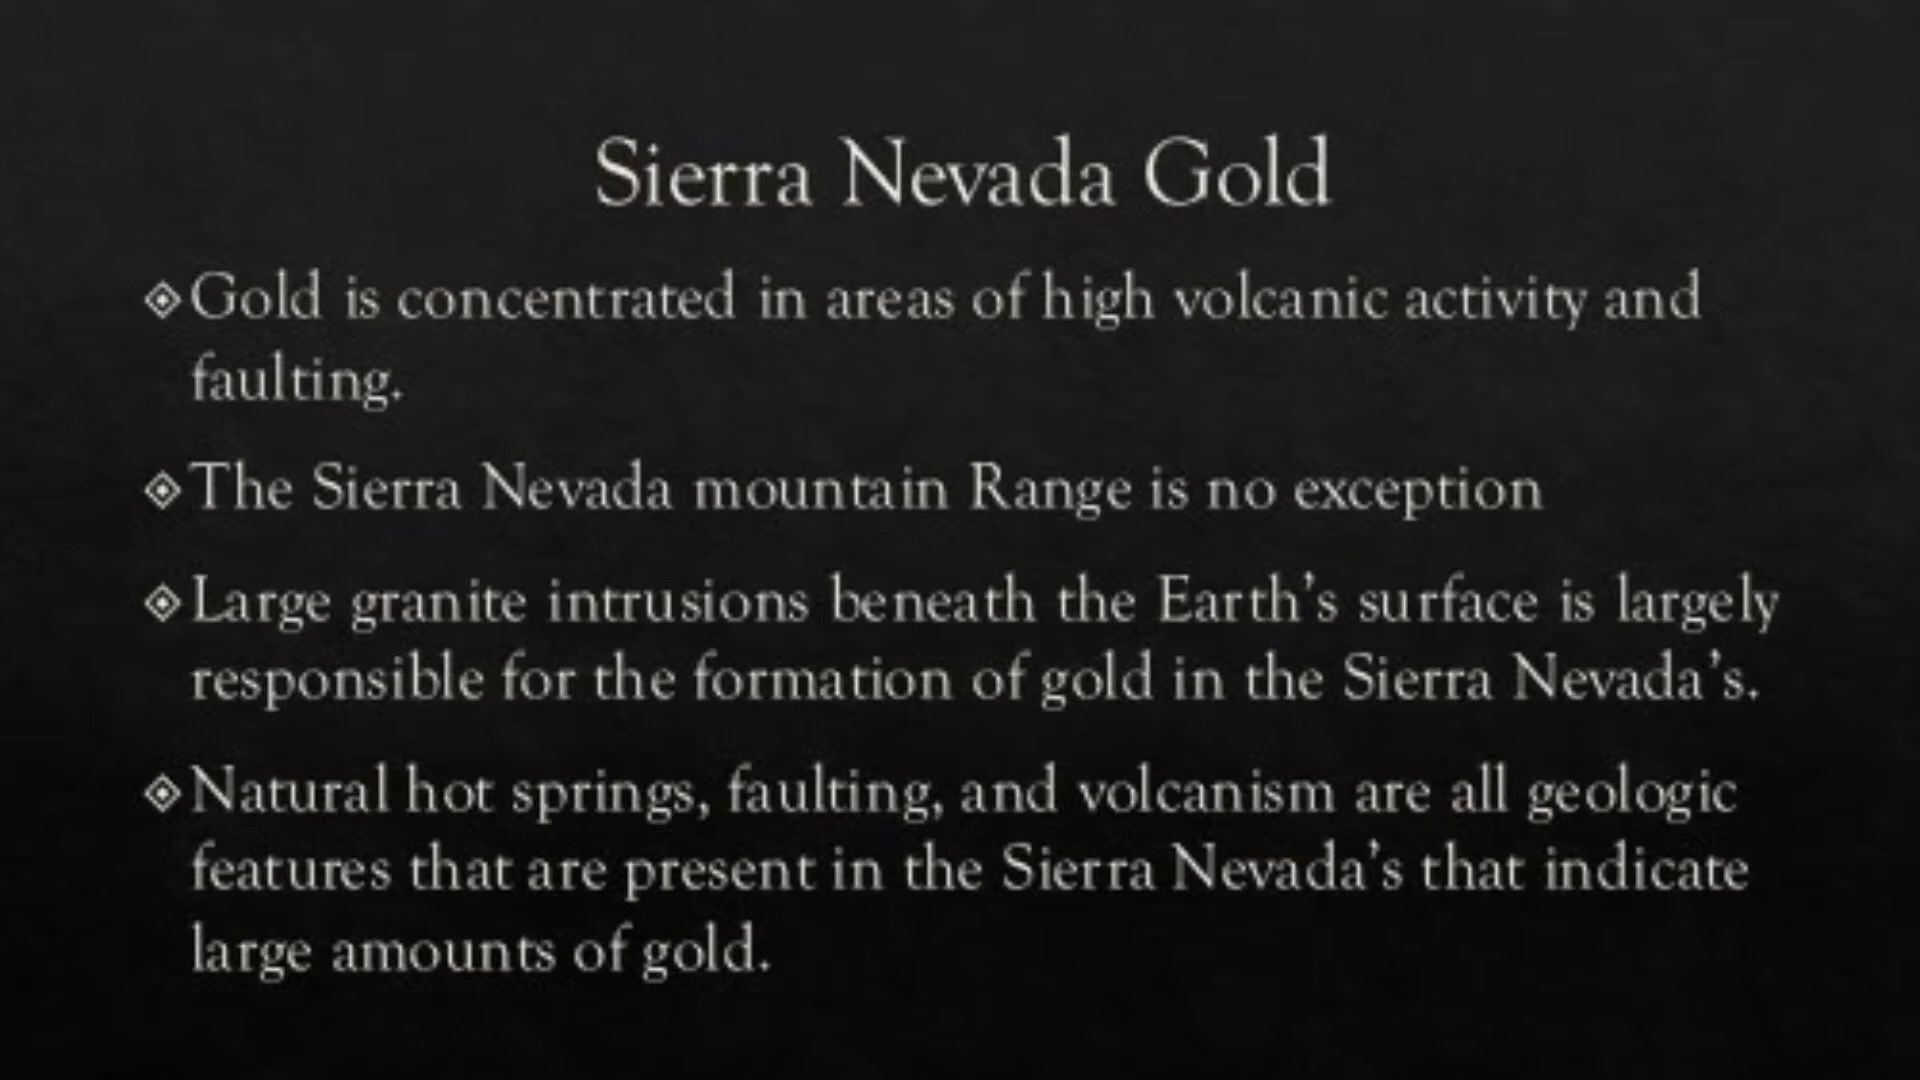 Sierra Nevada Gold
Gold is concentrated in areas of high volcanic activity and
faulting.
The Sierra Nevada mountain Range is no exception
Large granite intrusions beneath the Earth’s surface is largely
responsible for the formation of gold in the Sierra Nevada’s.
Natural hot springs, faulting, and volcanism are all geologic
features that are present in the Sierra Nevada’s that indicate
large amounts of gold.